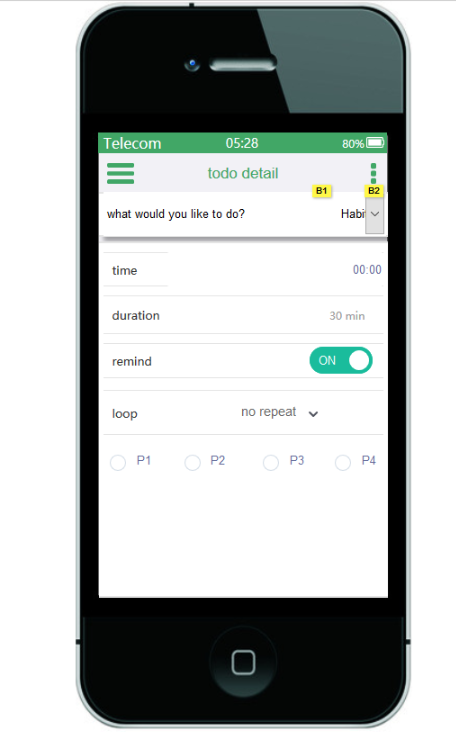 Telecom 05:28 80%
todo detail
B1 B2
what would you like to do? Habi
time 00:00
duration 30 min
remind ON
loop no repeat
P1 P2 P3 P4